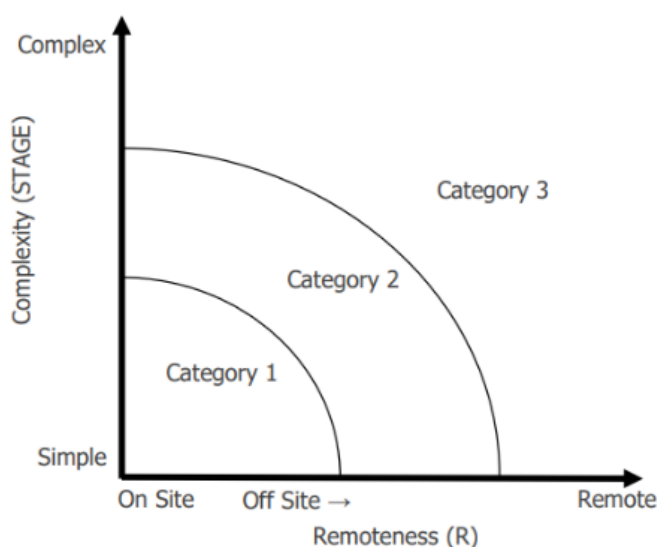 Complex
Complexity (STAGE)
Category 3
Category 2
Category 1
Simple
On Site
Off Site →
Remote
Remoteness (R)